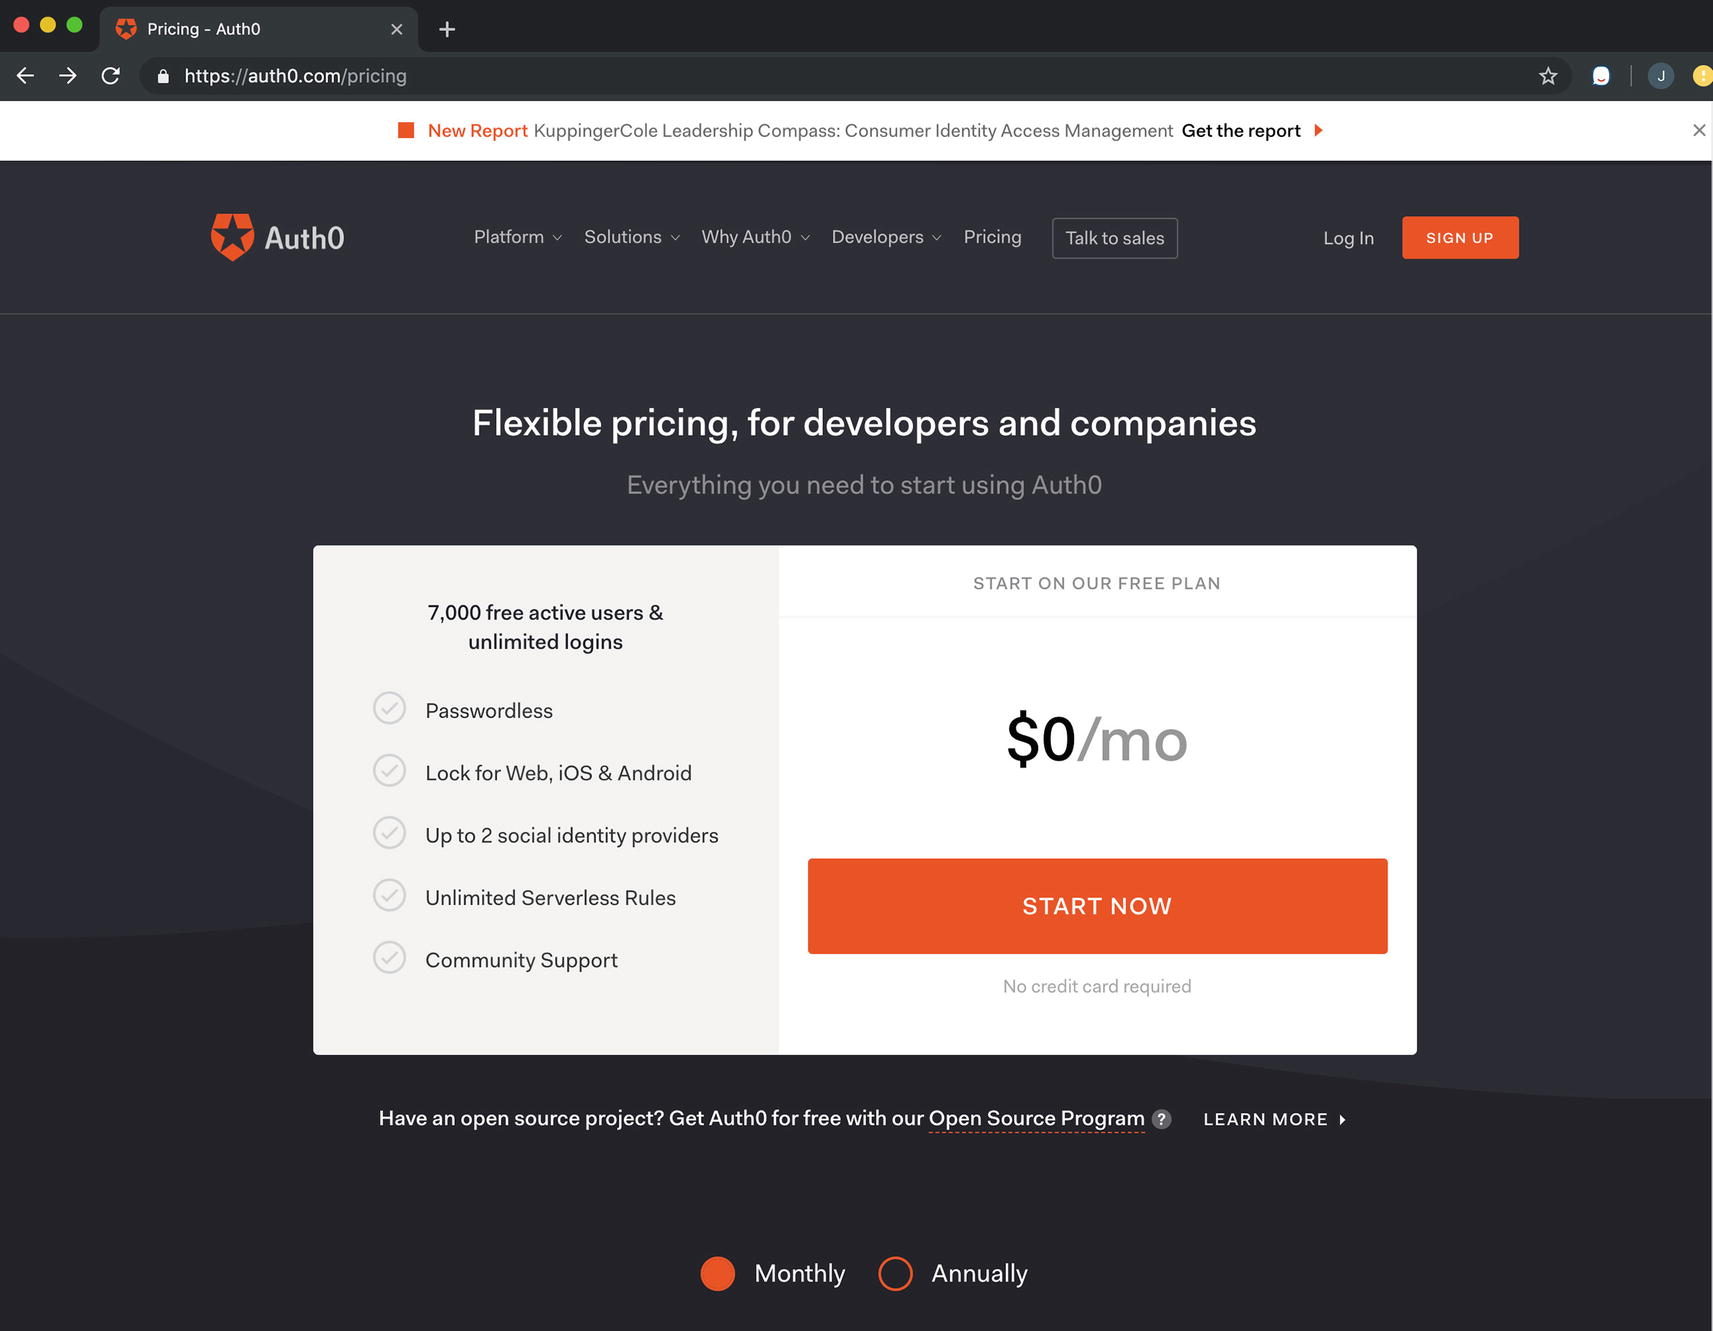 Pricing - Auth0
https://auth0.com/pricing
J
New Report KuppingerCole Leadership Compass: Consumer Identity Access Management Get the report
Auth0
Platform Solutions Why Auth0 Developers Pricing Talk to sales Log In SIGN UP
Flexible pricing, for developers and companies
Everything you need to start using Auth0
7,000 free active users &
unlimited logins
Passwordless
Lock for Web, iOS & Android
Up to 2 social identity providers
Unlimited Serverless Rules
Community Support
START ON OUR FREE PLAN
$0/mo
START NOW
No credit card required
Have an open source project? Get Auth0 for free with our Open Source Program ? LEARN MORE
Monthly Annually